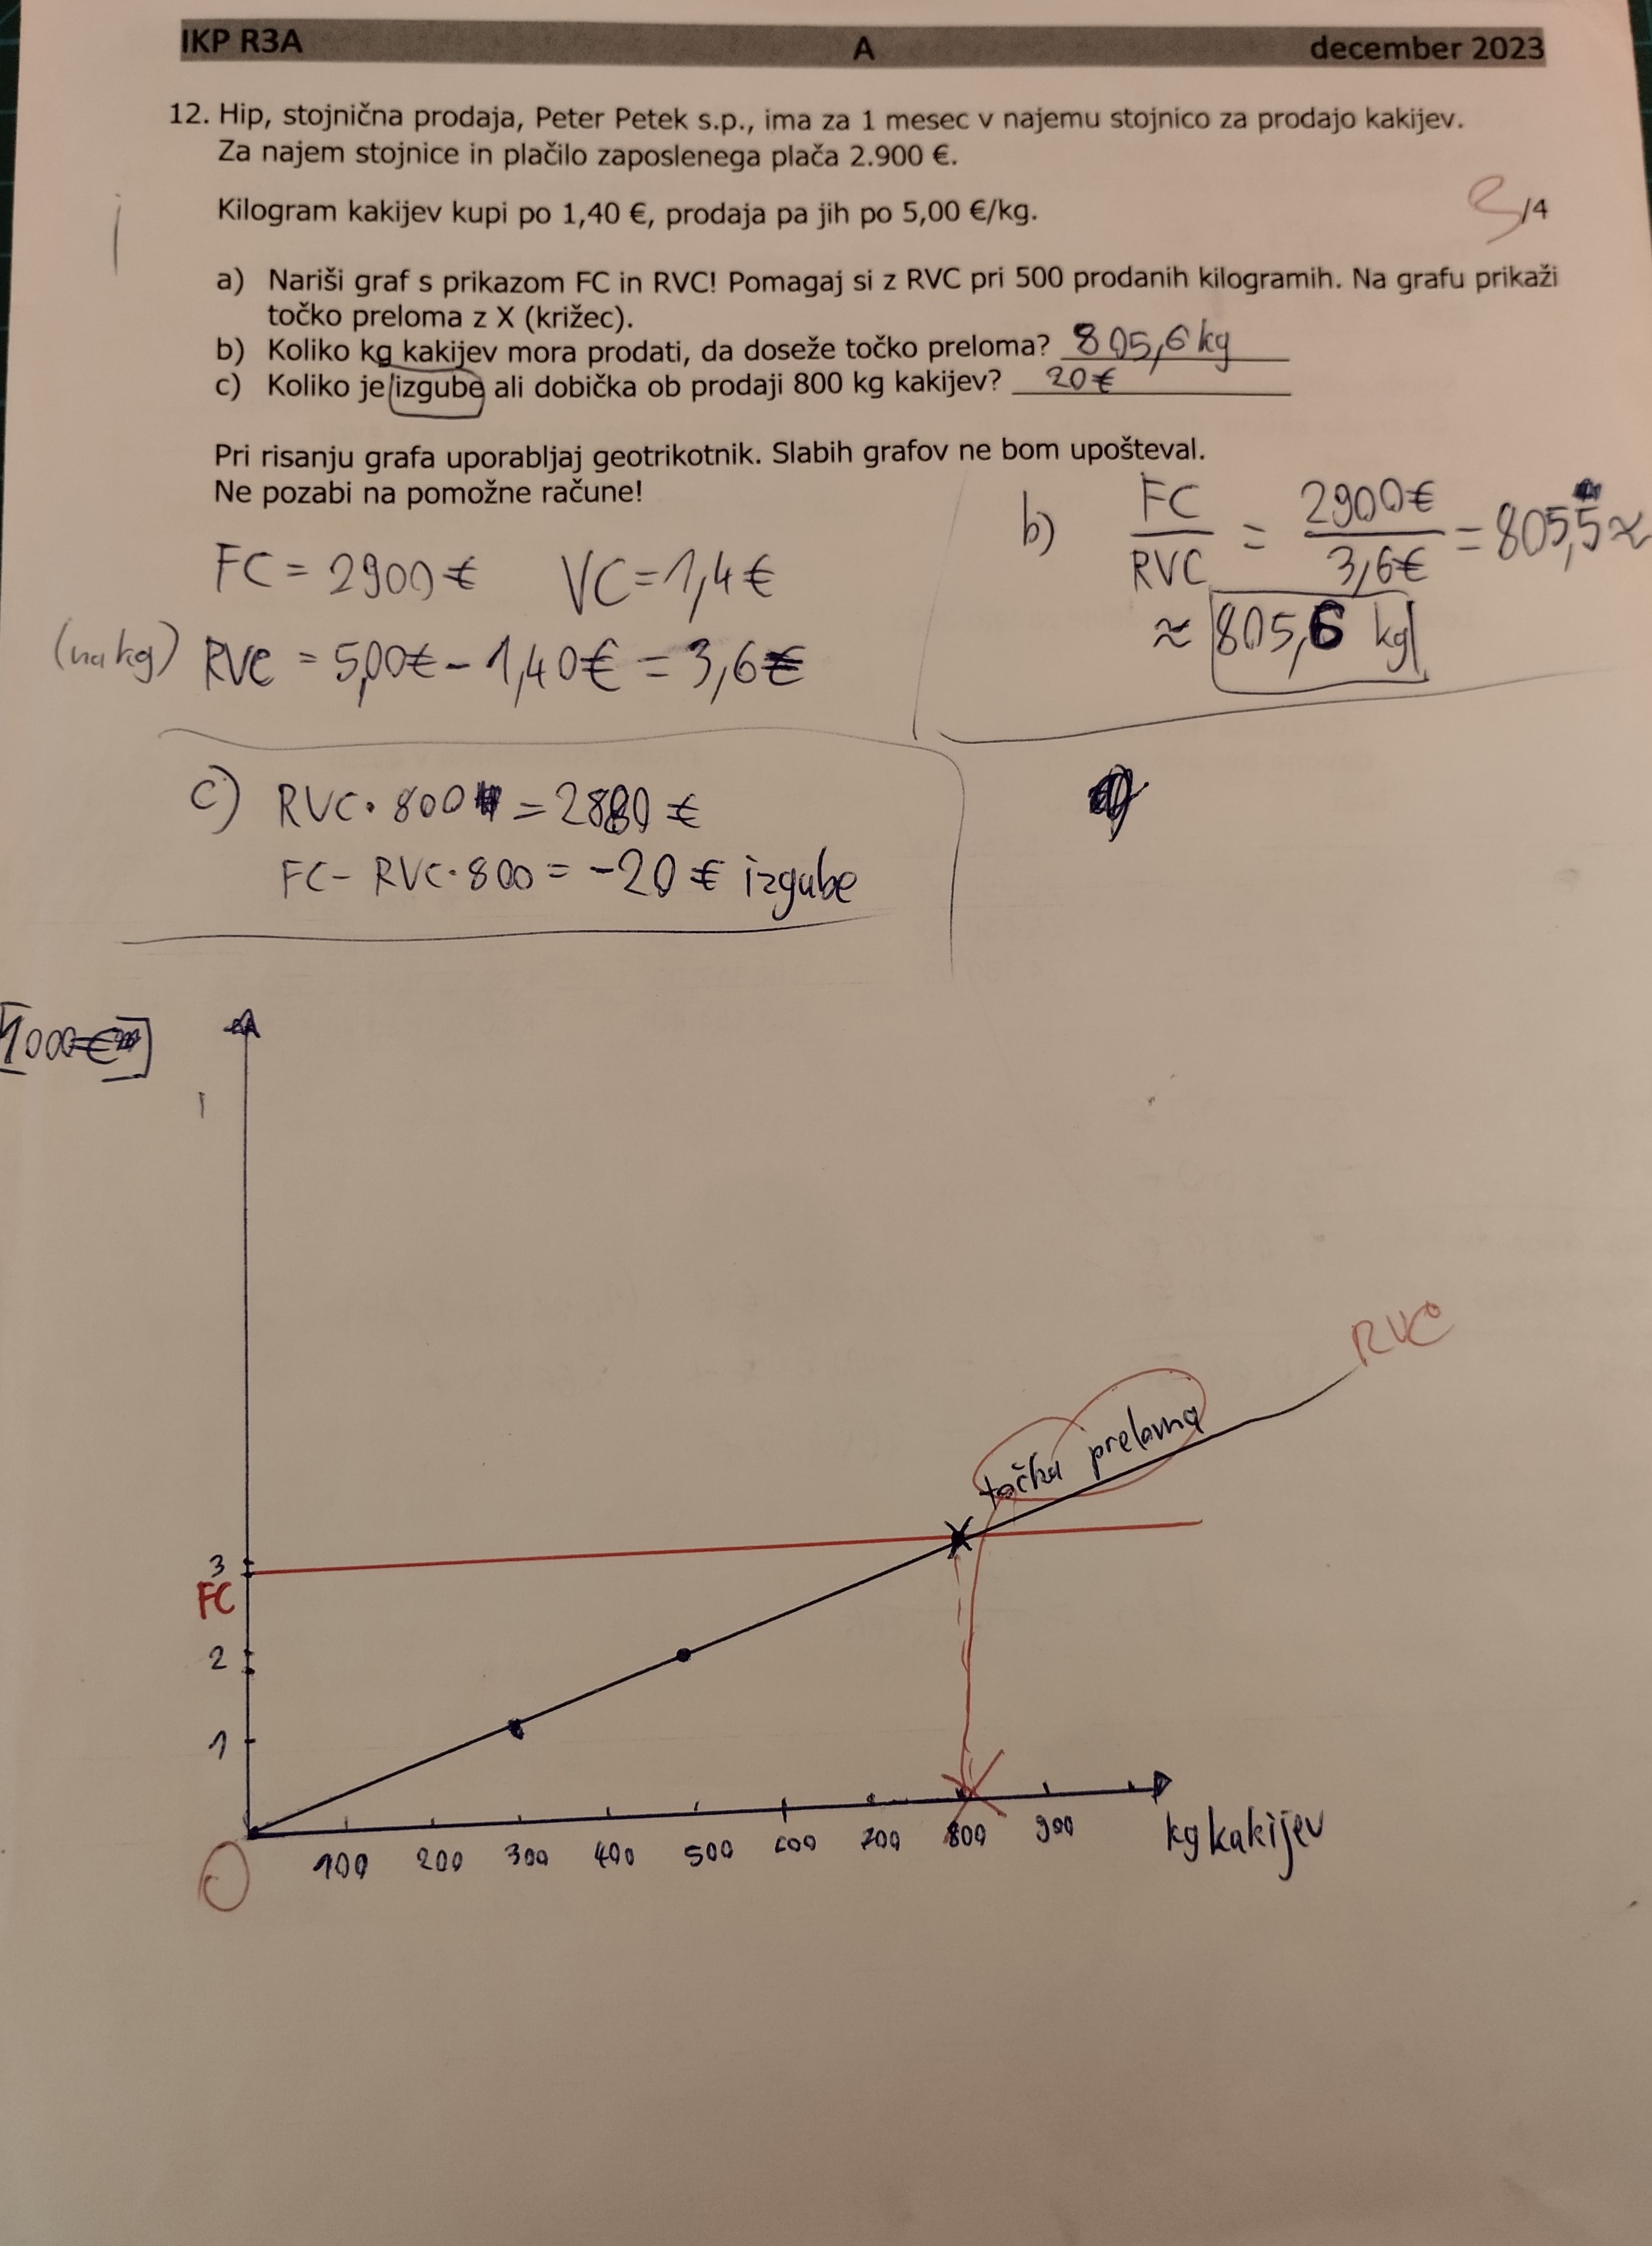 IKP R3A A december 2023
12. Hip, stojnična prodaja, Peter Petek s.p., ima za 1 mesec v najemu stojnico za prodajo kakijev.
Za najem stojnice in plačilo zaposlenega plača 2.900 €.
Kilogram kakijev kupi po 1,40 €, prodaja pa jih po 5,00 €/kg.
3/4
a) Nariši graf s prikazom FC in RVC! Pomagaj si z RVC pri 500 prodanih kilogramih. Na grafu prikaži
točko preloma z X (križec).
b) Koliko kg kakijev mora prodati, da doseže točko preloma? 805,6 kg
c) Koliko je izgube ali dobička ob prodaji 800 kg kakijev? 20 €
Pri risanju grafa uporabljaj geotrikotnik. Slabih grafov ne bom upošteval.
Ne pozabi na pomožne račune!
FC = 2900 € VC = 1,4 €
(na kg) RVC = 5,00 € - 1,40 € = 3,6 €
b) FC / RVC = 2900 € / 3,6 € = 805,5 ≈
≈ 805,6 kg
c) RVC · 800 = 2880 €
FC - RVC · 800 = -20 € izgube
[1000 €]
RVC
točka preloma
3
FC
2
1
0
100 200 300 400 500 600 700 800 900
kg kakijev